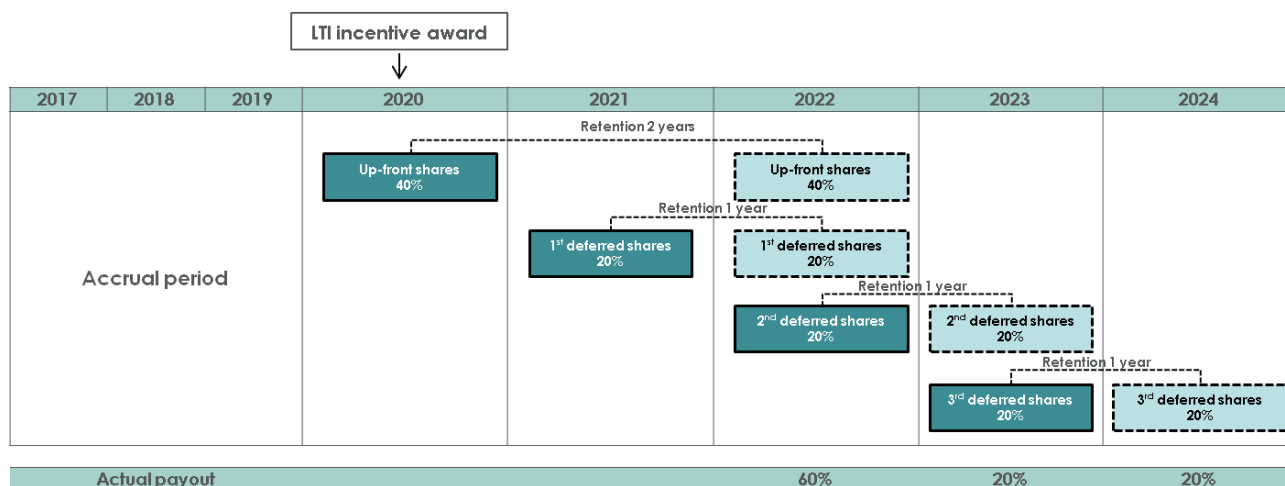 LTI incentive award
2017 2018 2019 2020 2021 2022 2023 2024
Retention 2 years
Up-front shares
40%
Up-front shares
40%
Retention 1 year
1st deferred shares
20%
1st deferred shares
20%
Accrual period
Retention 1 year
2nd deferred shares
20%
2nd deferred shares
20%
Retention 1 year
3rd deferred shares
20%
3rd deferred shares
20%
Actual payout 60% 20% 20%